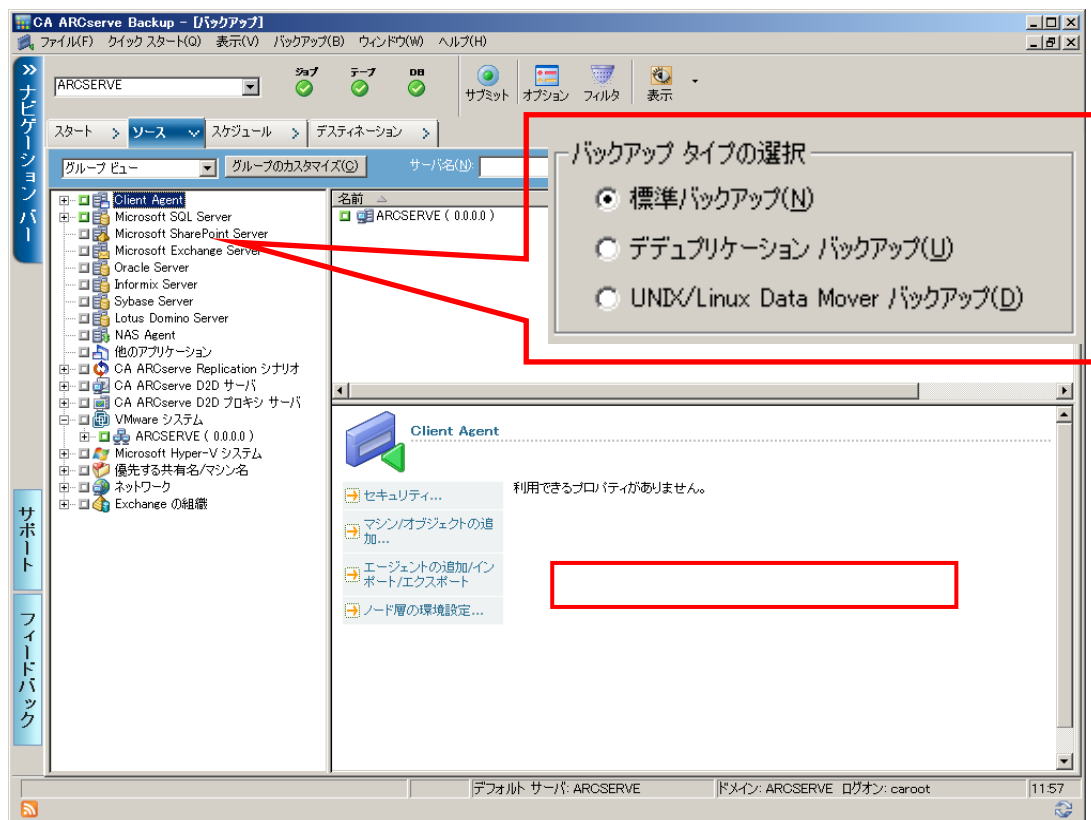 CA ARCserve Backup - [バックアップ]
ファイル(F) クイック スタート(Q) 表示(V) バックアップ(B) ウィンドウ(W) ヘルプ(H)
ARCSERVE
ジョブ テープ DB
サブミット オプション フィルタ 表示
スタート > ソース スケジュール > デスティネーション >
グループ ビュー グループのカスタマイズ(C) サーバ名(N):
ナビゲーション バー
サポート
フィードバック
Client Agent
Microsoft SQL Server
Microsoft SharePoint Server
Microsoft Exchange Server
Oracle Server
Informix Server
Sybase Server
Lotus Domino Server
NAS Agent
他のアプリケーション
CA ARCserve Replication シナリオ
CA ARCserve D2D サーバ
CA ARCserve D2D プロキシ サーバ
VMware システム
ARCSERVE ( 0.0.0.0 )
Microsoft Hyper-V システム
優先する共有名/マシン名
ネットワーク
Exchange の組織
名前
ARCSERVE ( 0.0.0.0 )
バックアップ タイプの選択
標準バックアップ(N)
デデュプリケーション バックアップ(U)
UNIX/Linux Data Mover バックアップ(D)
Client Agent
セキュリティ...
マシン/オブジェクトの追
加...
エージェントの追加/イン
ポート/エクスポート
ノード層の環境設定...
利用できるプロパティがありません。
デフォルト サーバ: ARCSERVE ドメイン: ARCSERVE ログオン: caroot 11:57